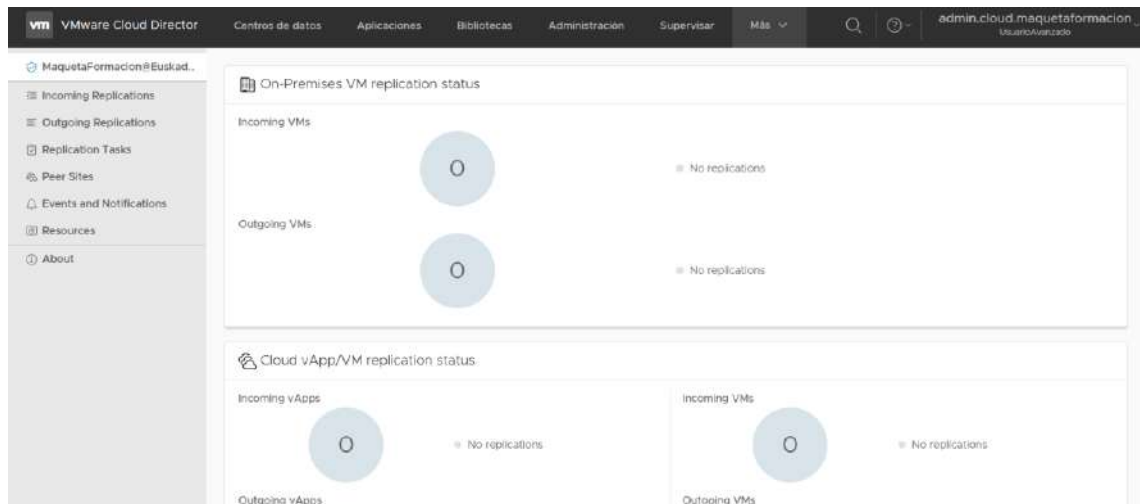 vm VMware Cloud Director Centros de datos Aplicaciones Bibliotecas Administración Supervisar Más admin.cloud.maquetaformacion
UsuarioAvanzado
MaquetaFormacion@Euskad..
Incoming Replications
Outgoing Replications
Replication Tasks
Peer Sites
Events and Notifications
Resources
About
On-Premises VM replication status
Incoming VMs
0 No replications
Outgoing VMs
0 No replications
Cloud vApp/VM replication status
Incoming vApps Incoming VMs
0 No replications 0 No replications
Outgoing vApps Outgoing VMs